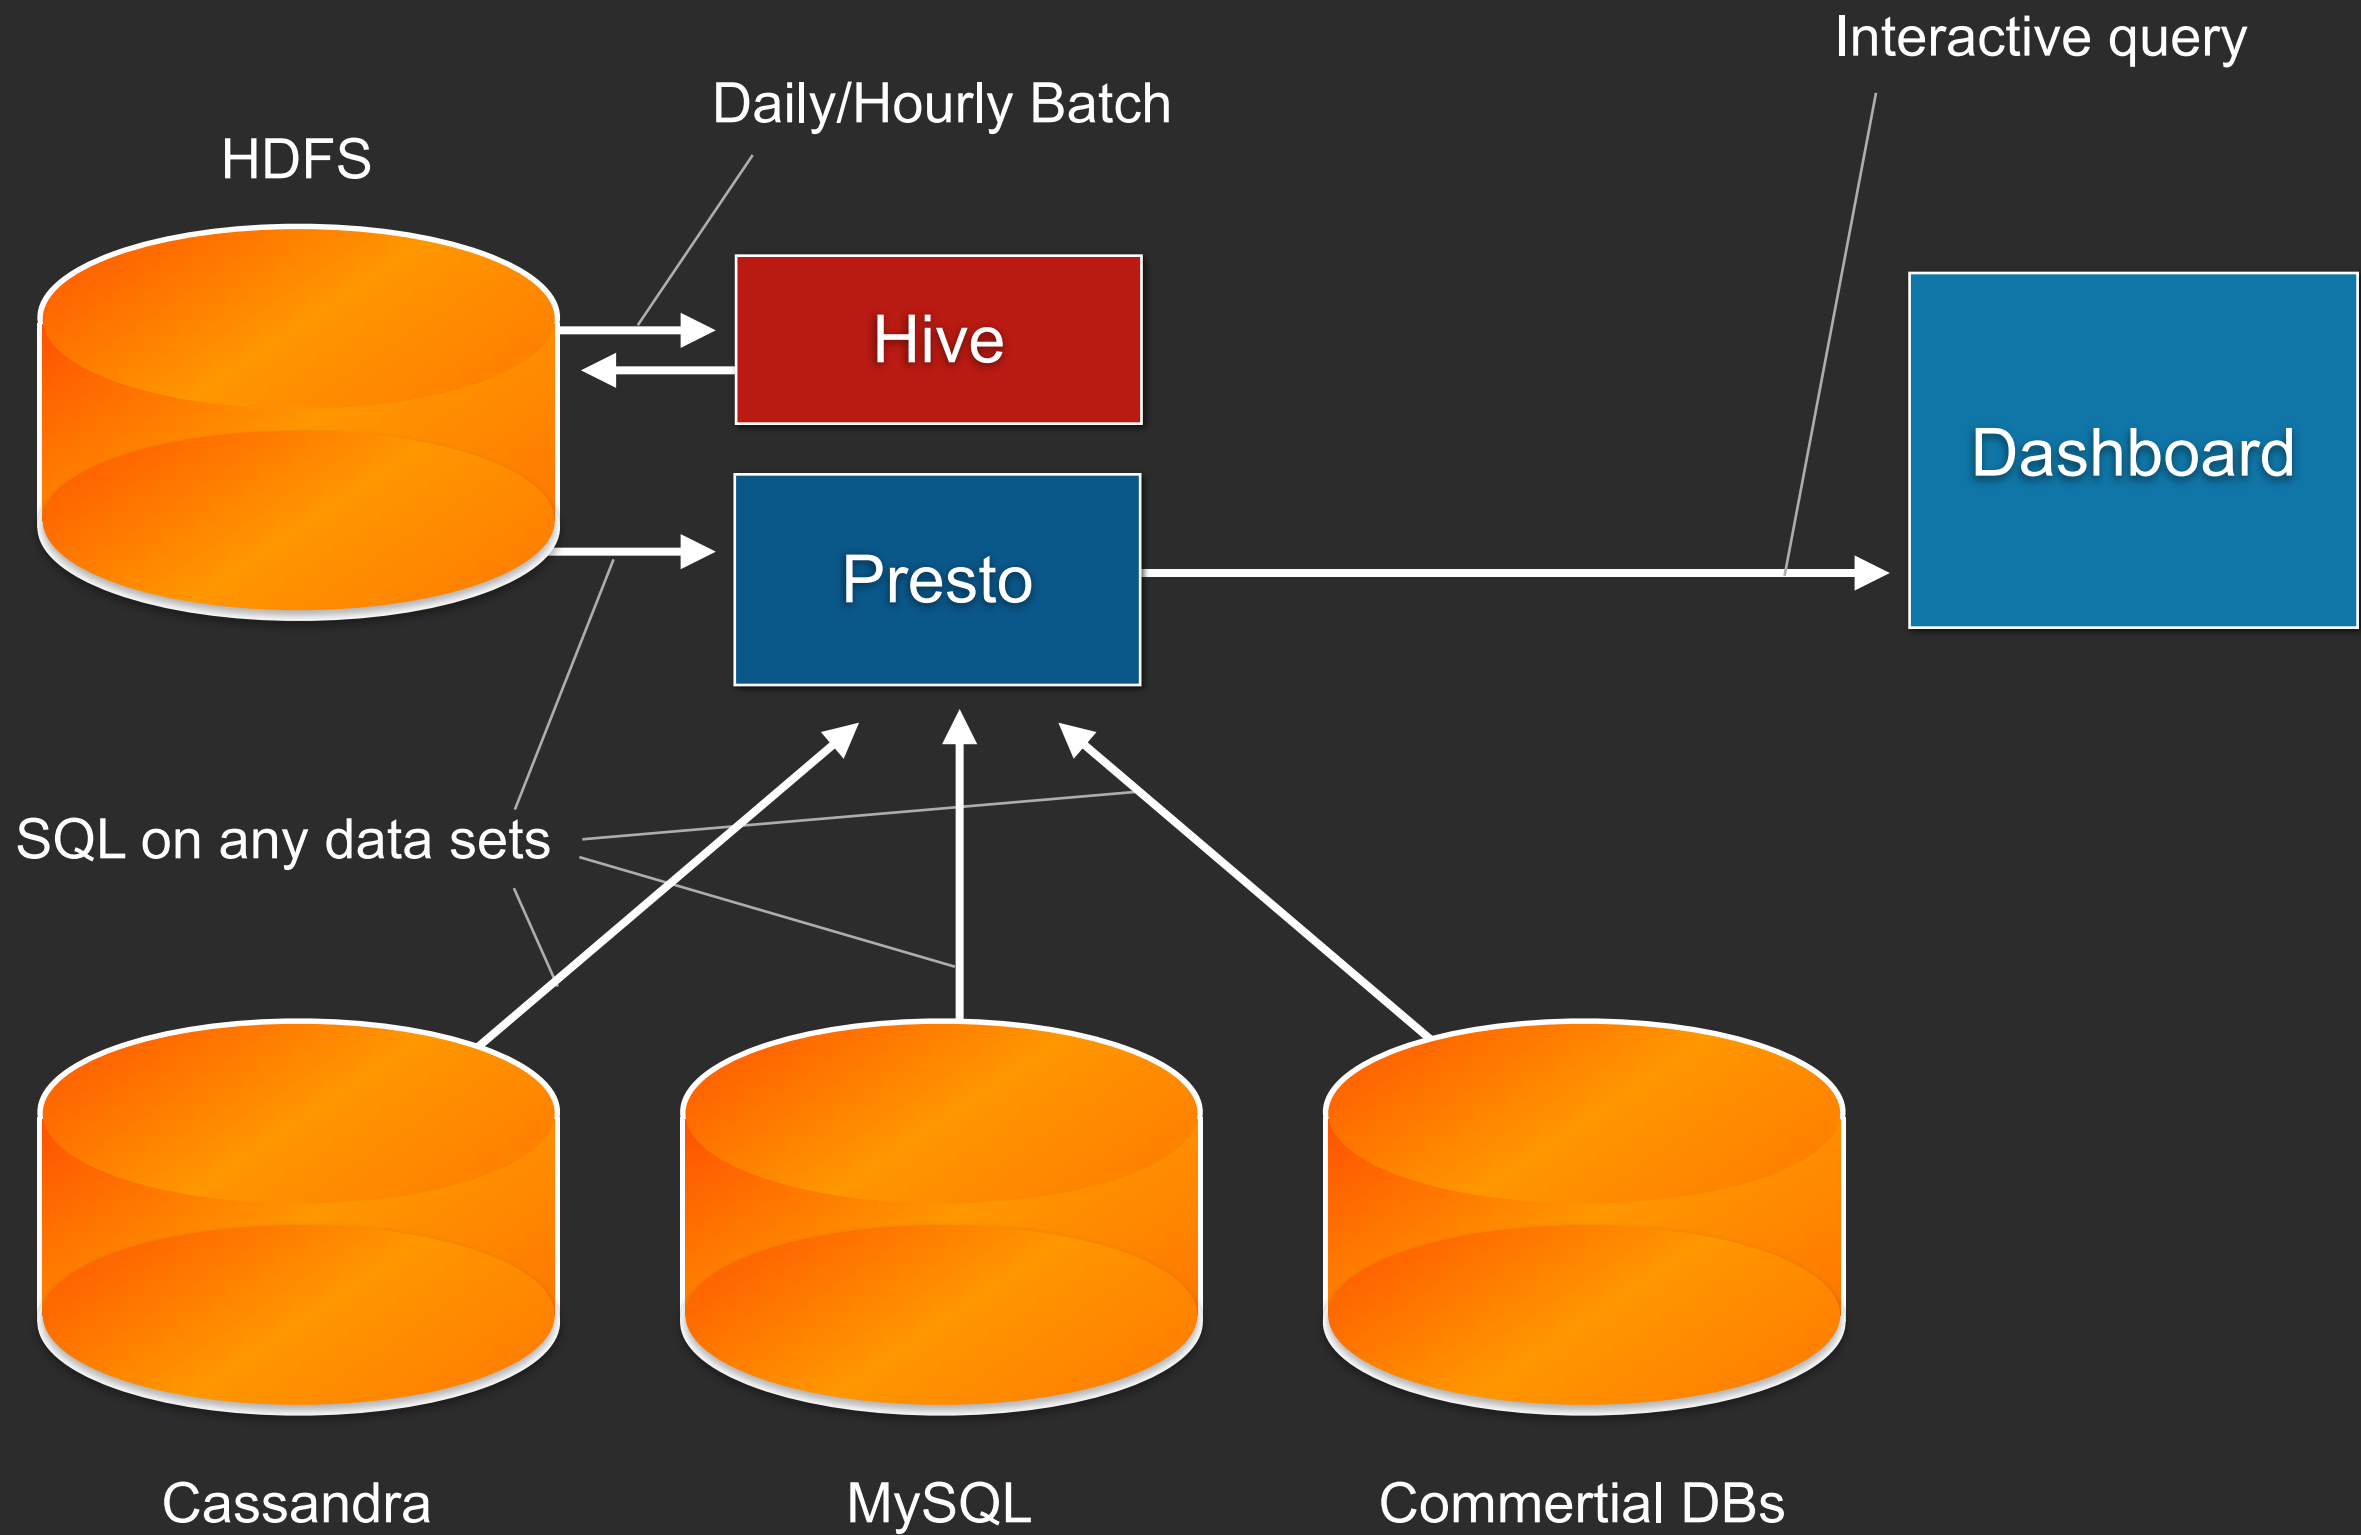 Interactive query
Daily/Hourly Batch
HDFS
Hive
Dashboard
Presto
SQL on any data sets
Cassandra
MySQL
Commertial DBs